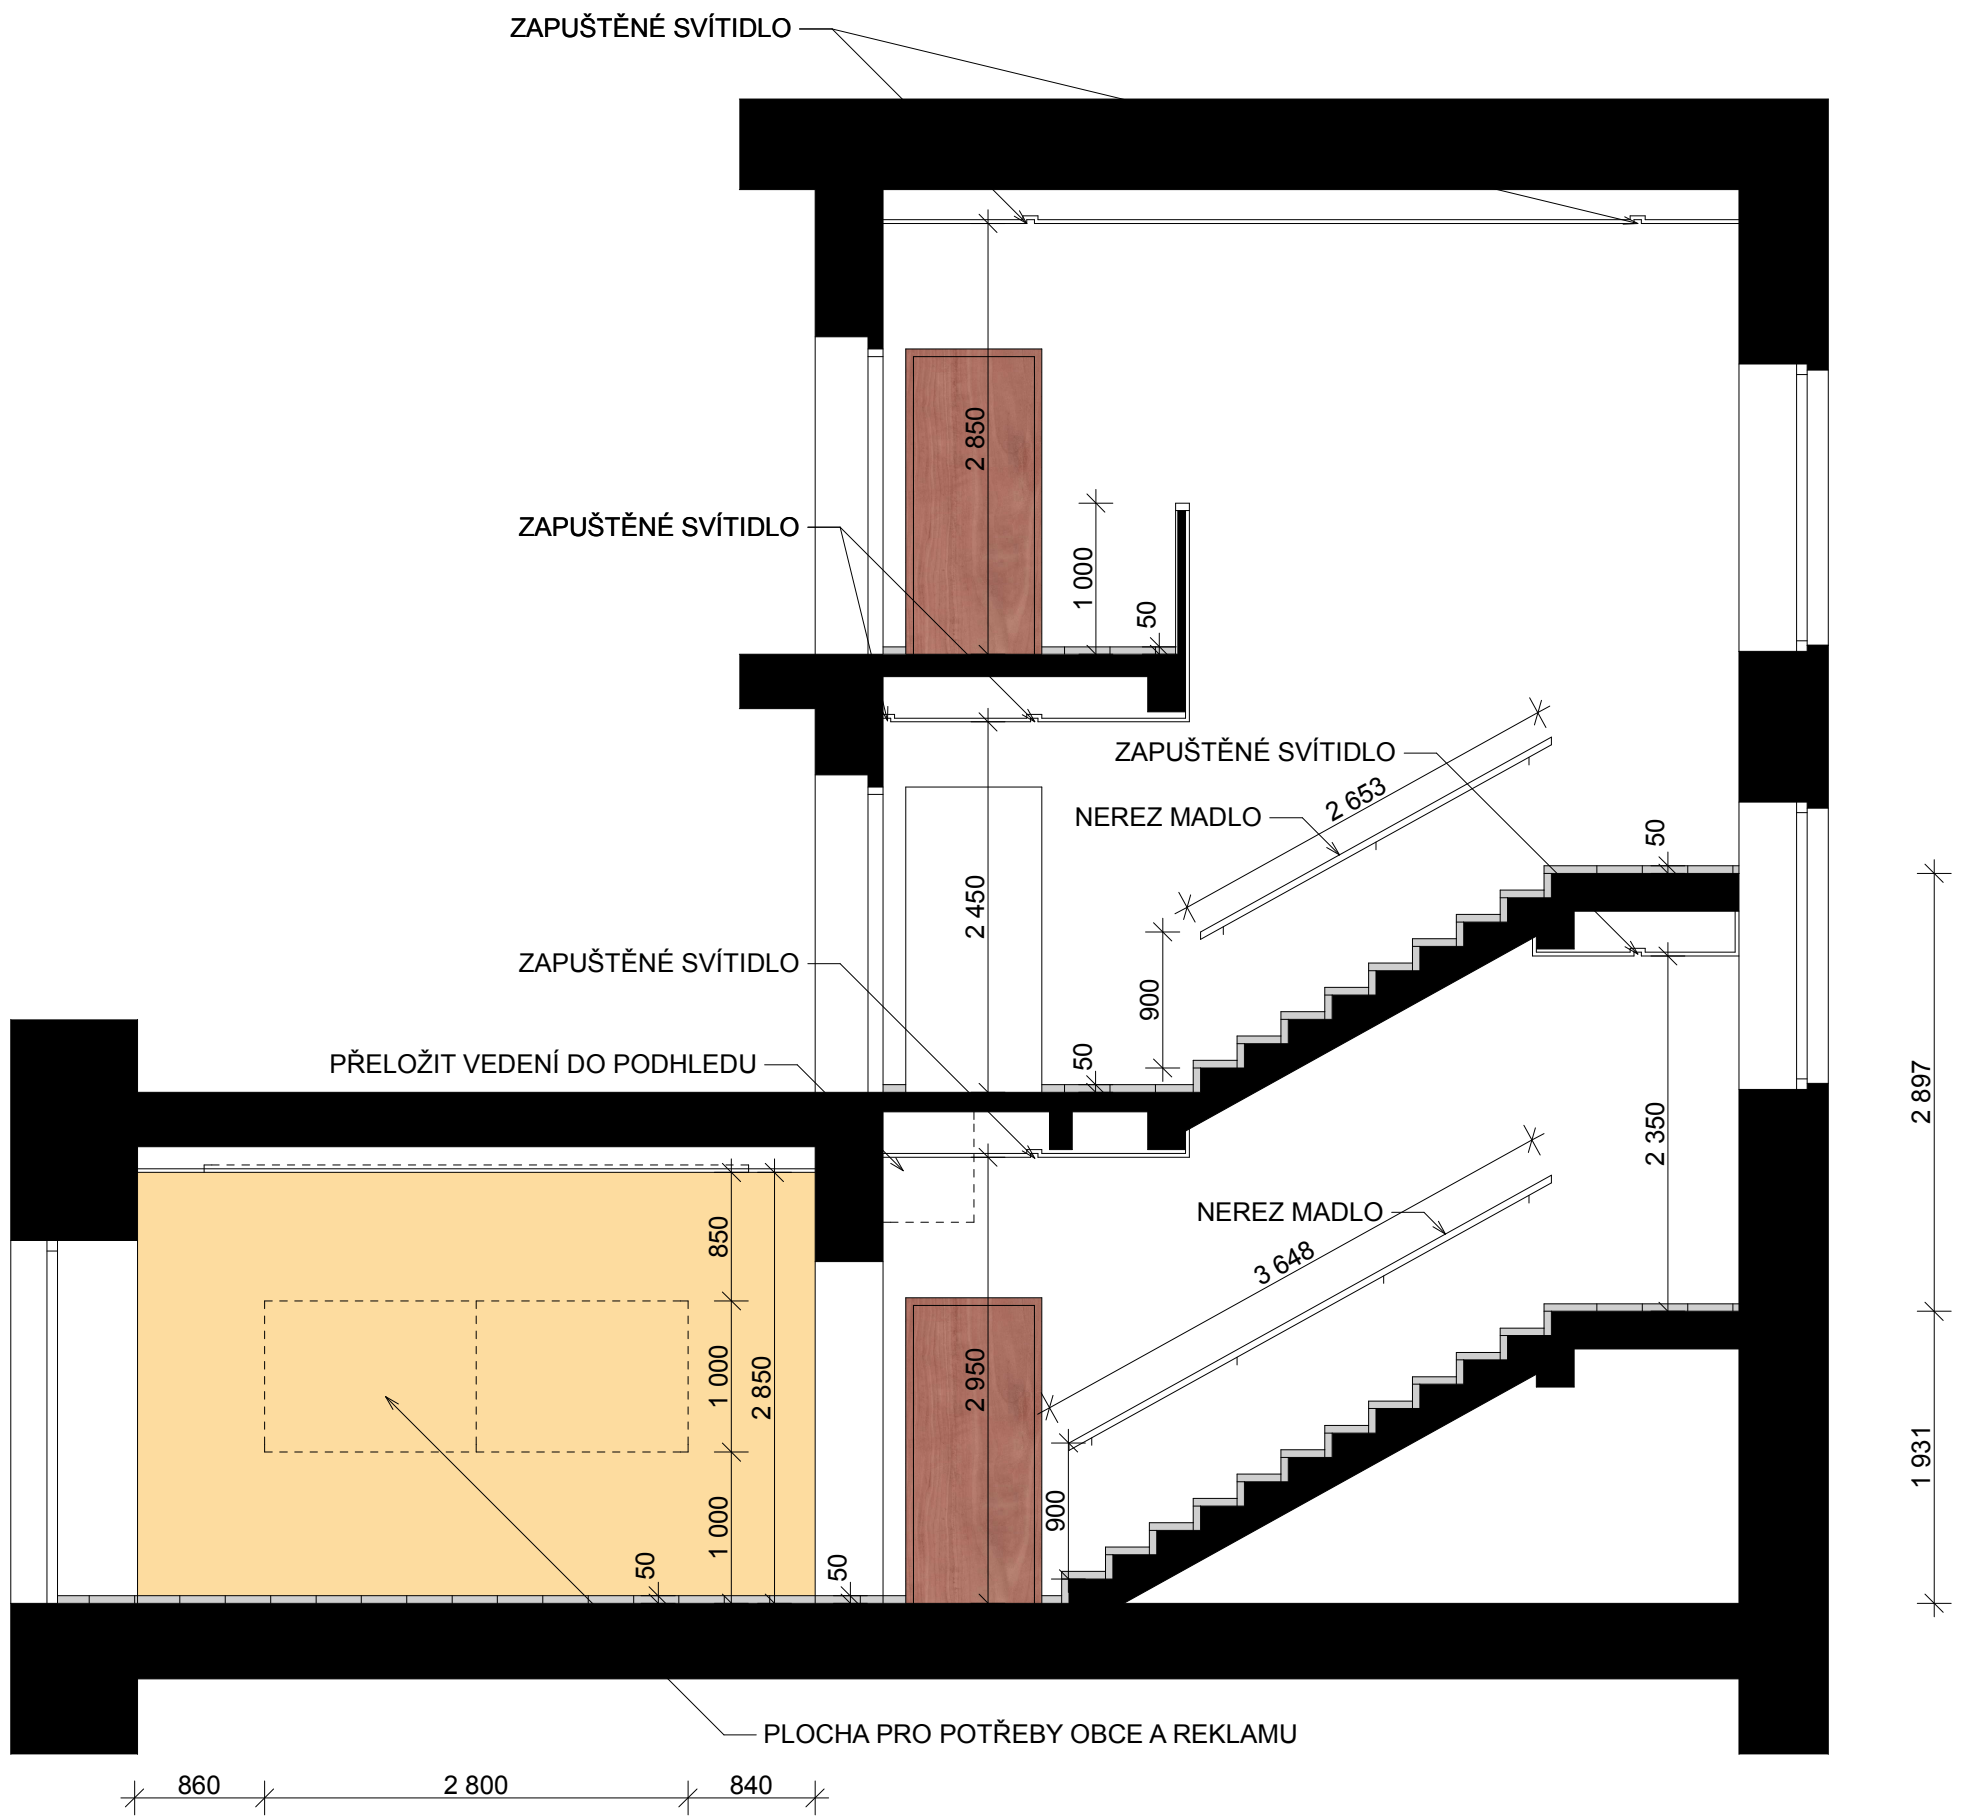 ZAPUŠTĚNÉ SVÍTIDLO
2 850
ZAPUŠTĚNÉ SVÍTIDLO
1 000
50
ZAPUŠTĚNÉ SVÍTIDLO
2 653
NEREZ MADLO
50
2 450
ZAPUŠTĚNÉ SVÍTIDLO
900
PŘELOŽIT VEDENÍ DO PODHLEDU
50
2 897
2 350
850
NEREZ MADLO
3 648
1 000
2 850
2 950
1 931
1 000
900
50
50
PLOCHA PRO POTŘEBY OBCE A REKLAMU
860
2 800
840